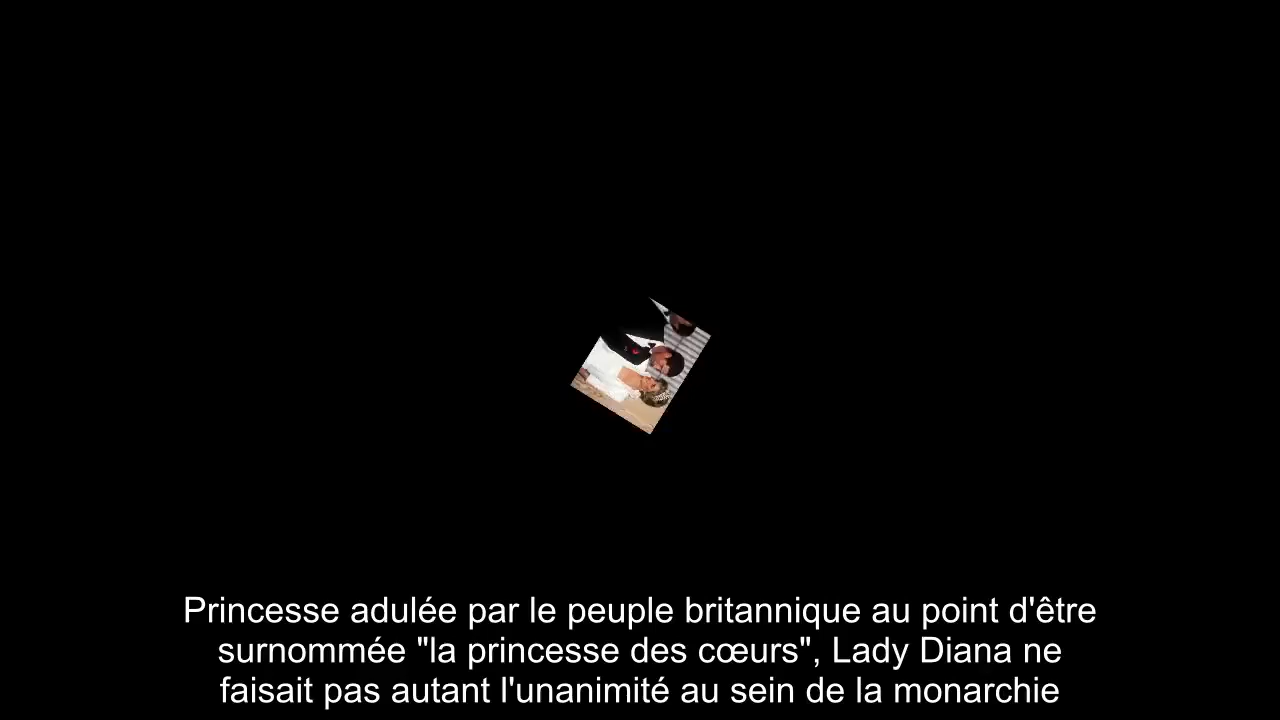 Princesse adulée par le peuple britannique au point d'être
surnommée "la princesse des cœurs", Lady Diana ne
faisait pas autant l'unanimité au sein de la monarchie